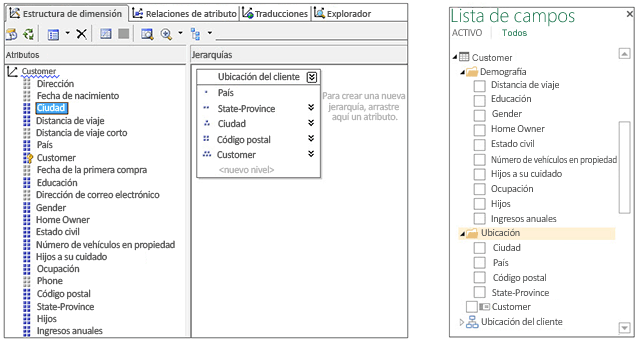 Estructura de dimensión
Relaciones de atributo
Traducciones
Explorador
Atributos
Customer
Dirección
Fecha de nacimiento
Ciudad
Distancia de viaje
Distancia de viaje corto
País
Customer
Fecha de la primera compra
Educación
Dirección de correo electrónico
Gender
Home Owner
Estado civil
Número de vehículos en propiedad
Hijos a su cuidado
Ocupación
Phone
Código postal
State-Province
Hijos
Ingresos anuales
Jerarquías
Ubicación del cliente
País
State-Province
Ciudad
Código postal
Customer
<nuevo nivel>
Para crear una nueva
jerarquía, arrastre
aquí un atributo.
Lista de campos
ACTIVO Todos
Customer
Demografía
Distancia de viaje
Educación
Gender
Home Owner
Estado civil
Número de vehículos en propiedad
Hijos a su cuidado
Ocupación
Hijos
Ingresos anuales
Ubicación
Ciudad
País
Código postal
State-Province
Customer
Ubicación del cliente